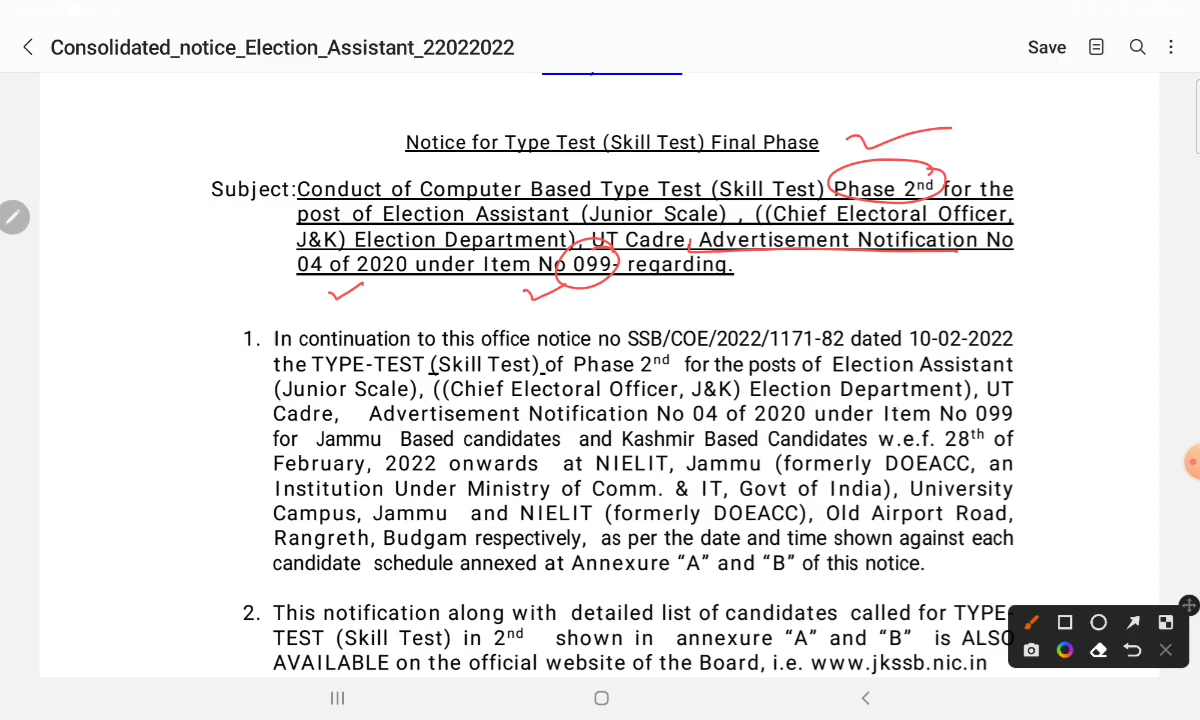 Consolidated_notice_Election_Assistant_22022022
Save
Notice for Type Test (Skill Test) Final Phase
Subject:Conduct of Computer Based Type Test (Skill Test) Phase 2nd for the
post of Election Assistant (Junior Scale) , ((Chief Electoral Officer,
J&K) Election Department), UT Cadre, Advertisement Notification No
04 of 2020 under Item No 099- regarding.
1. In continuation to this office notice no SSB/COE/2022/1171-82 dated 10-02-2022
the TYPE-TEST (Skill Test) of Phase 2nd for the posts of Election Assistant
(Junior Scale), ((Chief Electoral Officer, J&K) Election Department), UT
Cadre, Advertisement Notification No 04 of 2020 under Item No 099
for Jammu Based candidates and Kashmir Based Candidates w.e.f. 28th of
February, 2022 onwards at NIELIT, Jammu (formerly DOEACC, an
Institution Under Ministry of Comm. & IT, Govt of India), University
Campus, Jammu and NIELIT (formerly DOEACC), Old Airport Road,
Rangreth, Budgam respectively, as per the date and time shown against each
candidate schedule annexed at Annexure “A” and “B” of this notice.
2. This notification along with detailed list of candidates called for TYPE-
TEST (Skill Test) in 2nd shown in annexure “A” and “B” is ALSO
AVAILABLE on the official website of the Board, i.e. www.jkssb.nic.in